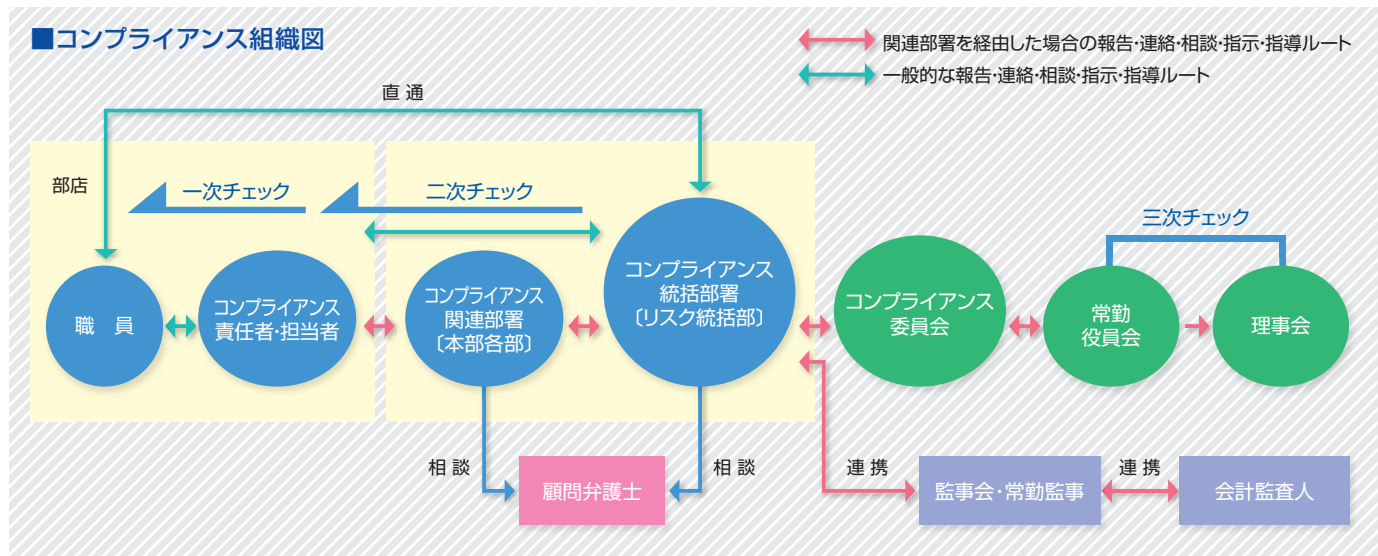 ■コンプライアンス組織図
関連部署を経由した場合の報告・連絡・相談・指示・指導ルート
一般的な報告・連絡・相談・指示・指導ルート
直 通
部店
一次チェック
二次チェック
三次チェック
職 員
コンプライアンス
責任者・担当者
コンプライアンス
関連部署
〔本部各部〕
コンプライアンス
統括部署
〔リスク統括部〕
コンプライアンス
委員会
常勤
役員会
理事会
相 談
顧問弁護士
相 談
連 携
監事会・常勤監事
連 携
会計監査人